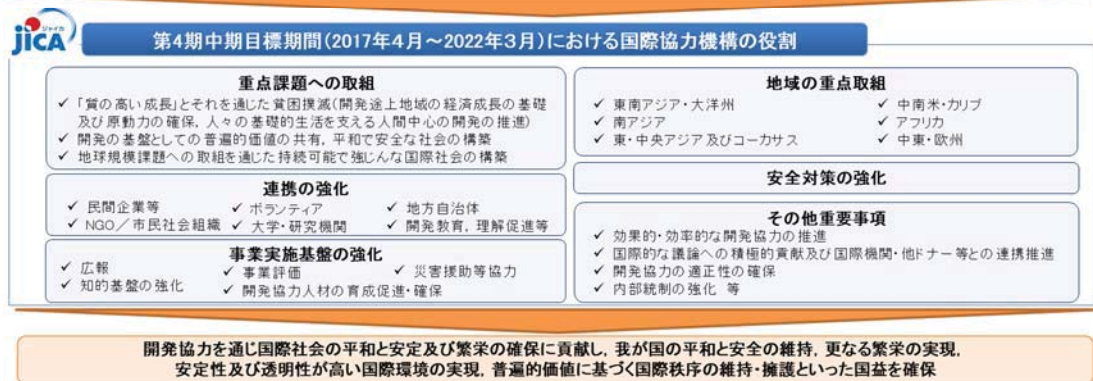 ジャイカ
JICA
第4期中期目標期間(2017年4月～2022年3月)における国際協力機構の役割
重点課題への取組
✓ 「質の高い成長」とそれを通じた貧困撲滅(開発途上地域の経済成長の基礎
及び原動力の確保, 人々の基礎的生活を支える人間中心の開発の推進)
✓ 開発の基盤としての普遍的価値の共有, 平和で安全な社会の構築
✓ 地球規模課題への取組を通じた持続可能で強じんな国際社会の構築
連携の強化
✓ 民間企業等 ✓ ボランティア ✓ 地方自治体
✓ NGO／市民社会組織 ✓ 大学・研究機関 ✓ 開発教育, 理解促進等
事業実施基盤の強化
✓ 広報 ✓ 事業評価 ✓ 災害援助等協力
✓ 知的基盤の強化 ✓ 開発協力人材の育成促進・確保
地域の重点取組
✓ 東南アジア・大洋州 ✓ 中南米・カリブ
✓ 南アジア ✓ アフリカ
✓ 東・中央アジア及びコーカサス ✓ 中東・欧州
安全対策の強化
その他重要事項
✓ 効果的・効率的な開発協力の推進
✓ 国際的な議論への積極的貢献及び国際機関・他ドナー等との連携推進
✓ 開発協力の適正性の確保
✓ 内部統制の強化 等
開発協力を通じ国際社会の平和と安定及び繁栄の確保に貢献し, 我が国の平和と安全の維持, 更なる繁栄の実現,
安定性及び透明性が高い国際環境の実現, 普遍的価値に基づく国際秩序の維持・擁護といった国益を確保